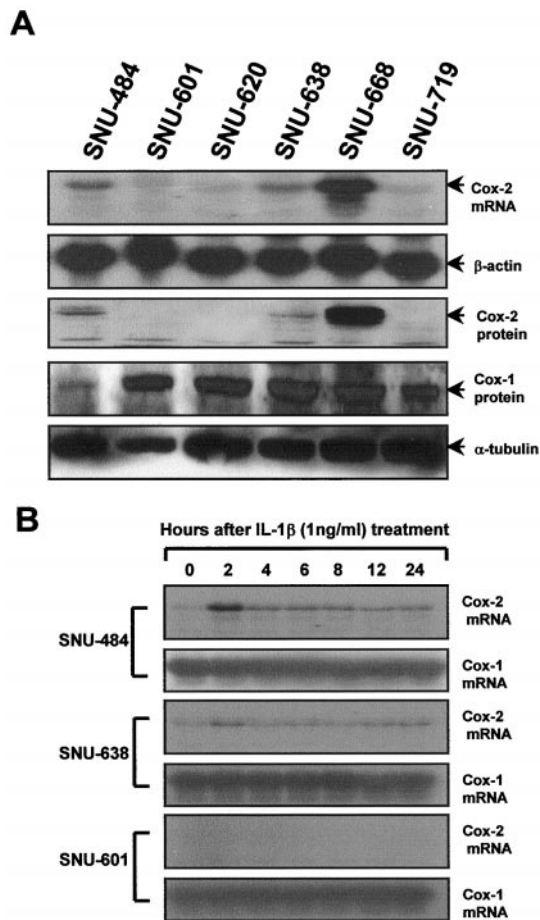 A
SNU-484
SNU-601
SNU-620
SNU-638
SNU-668
SNU-719
Cox-2
mRNA
β-actin
Cox-2
protein
Cox-1
protein
α-tubulin
B
Hours after IL-1β (1ng/ml) treatment
0 2 4 6 8 12 24
SNU-484
Cox-2
mRNA
Cox-1
mRNA
SNU-638
Cox-2
mRNA
Cox-1
mRNA
SNU-601
Cox-2
mRNA
Cox-1
mRNA